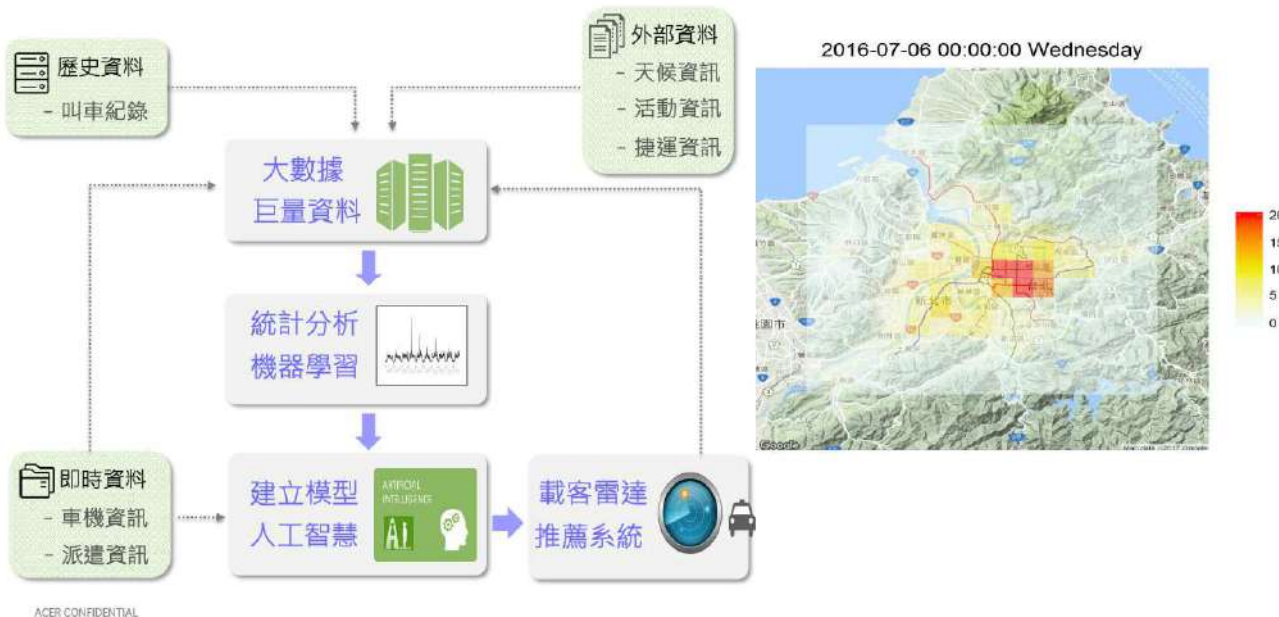 歷史資料
- 叫車紀錄
外部資料
- 天候資訊
- 活動資訊
- 捷運資訊
大數據
巨量資料
統計分析
機器學習
即時資料
- 車機資訊
- 派遣資訊
建立模型
人工智慧
ARTIFICIAL
INTELLIGENCE
AI
載客雷達
推薦系統
ACER CONFIDENTIAL
2016-07-06 00:00:00 Wednesday
新北市
桃園市
Google
20
15
10
5
0